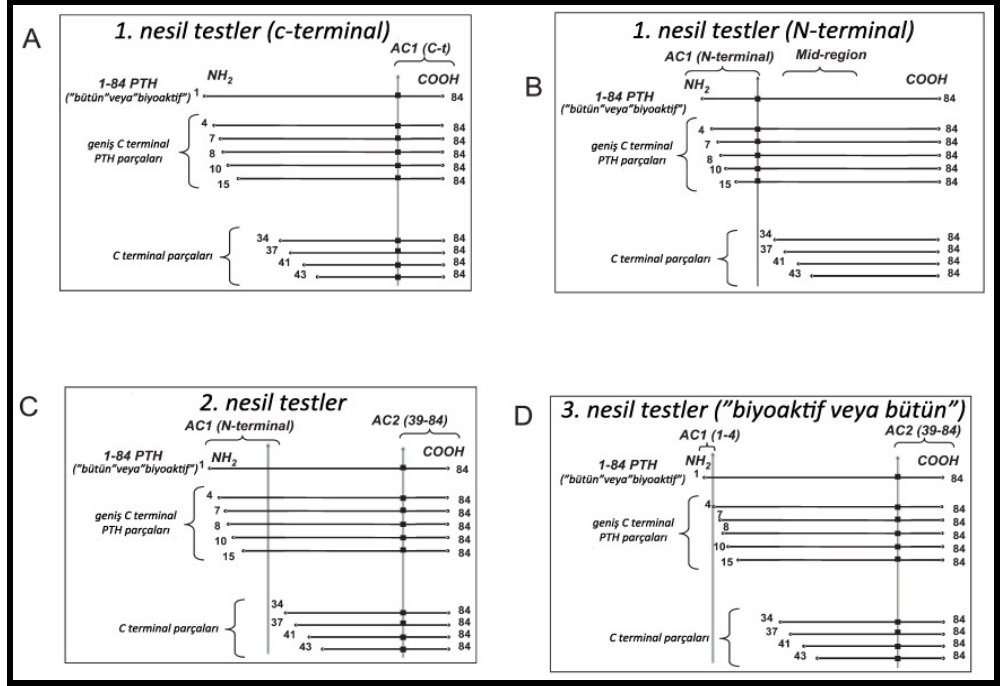 A
1. nesil testler (c-terminal)
AC1 (C-t)
NH2
COOH
1-84 PTH
("bütün"veya"biyoaktif")
1
84
geniş C terminal
PTH parçaları
4
84
7
84
8
84
10
84
15
84
C terminal parçaları
34
84
37
84
41
84
43
84
B
1. nesil testler (N-terminal)
AC1 (N-terminal)
Mid-region
NH2
COOH
1-84 PTH
("bütün"veya"biyoaktif")
84
geniş C terminal
PTH parçaları
4
84
7
84
8
84
10
84
15
84
C terminal parçaları
34
84
37
84
41
84
43
84
C
2. nesil testler
AC1 (N-terminal)
AC2 (39-84)
NH2
COOH
1-84 PTH
("bütün"veya"biyoaktif")
1
84
geniş C terminal
PTH parçaları
4
84
7
84
8
84
10
84
15
84
C terminal parçaları
34
84
37
84
41
84
43
84
D
3. nesil testler ("biyoaktif veya bütün")
AC1 (1-4)
AC2 (39-84)
NH2
COOH
1-84 PTH
("bütün"veya"biyoaktif")
1
84
geniş C terminal
PTH parçaları
4
84
7
84
8
84
10
84
15
84
C terminal parçaları
34
84
37
84
41
84
43
84